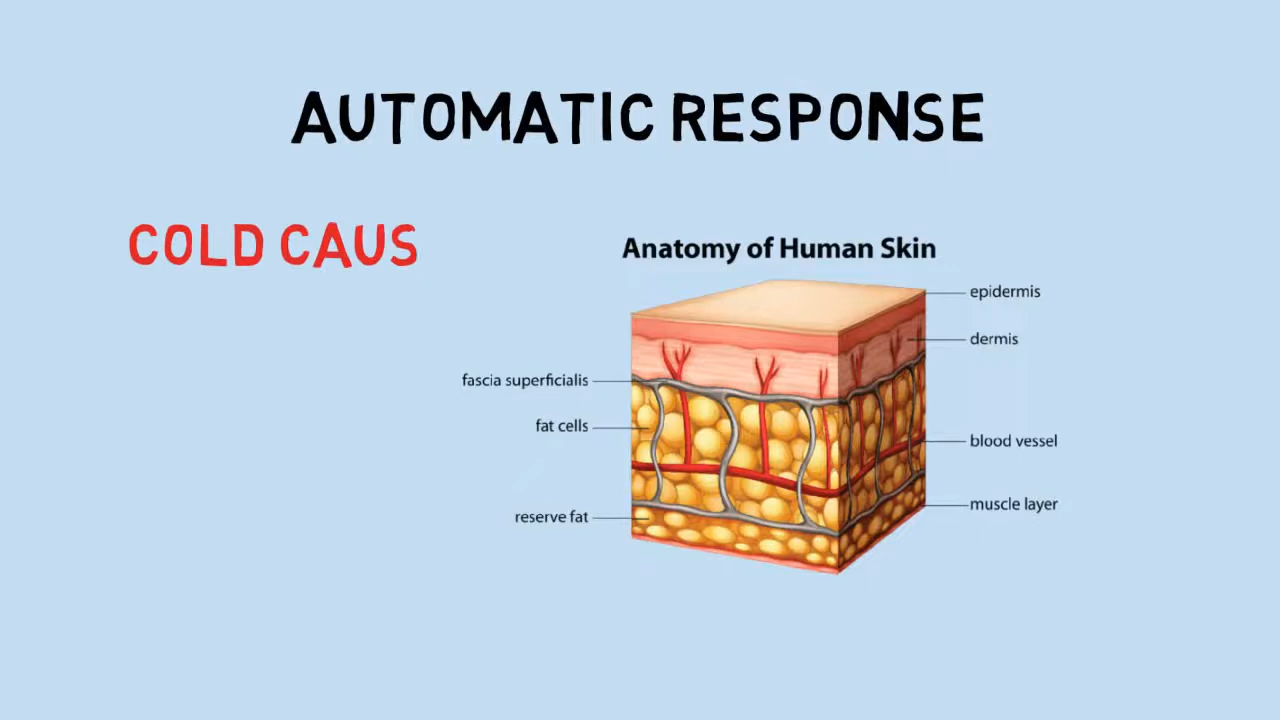 AUTOMATIC RESPONSE
COLD CAUS
Anatomy of Human Skin
epidermis
dermis
fascia superficialis
fat cells
blood vessel
muscle layer
reserve fat